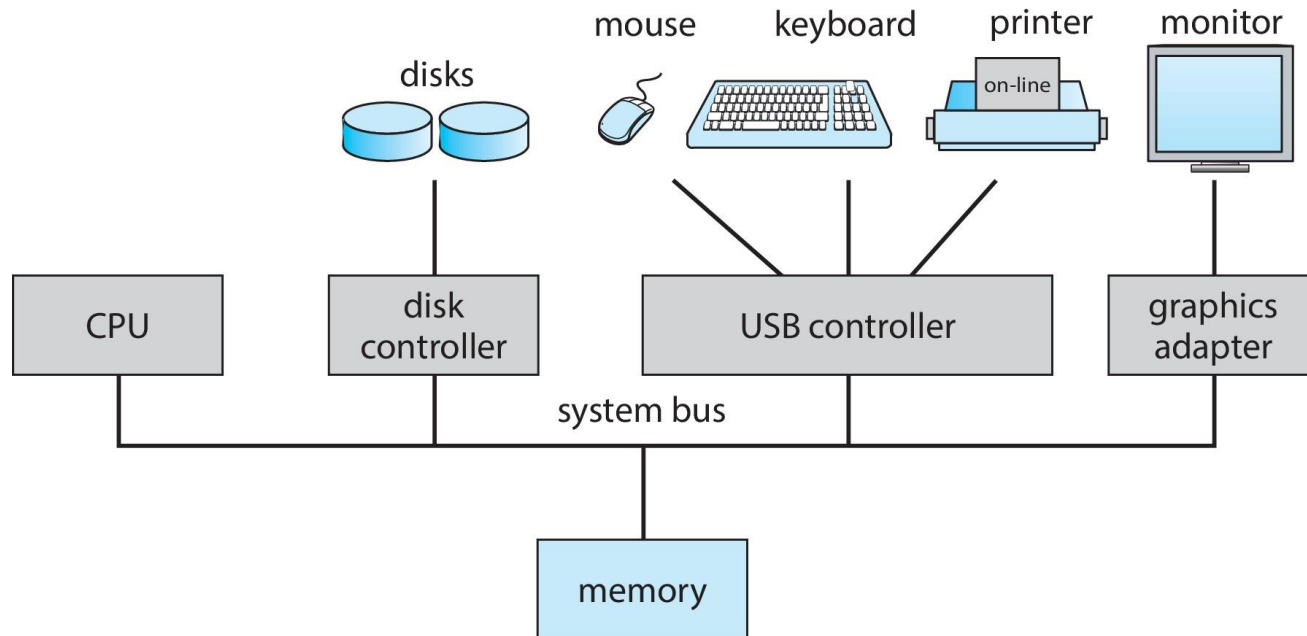 mouse
keyboard
printer
monitor
disks
on-line
CPU
disk
controller
USB controller
graphics
adapter
system bus
memory